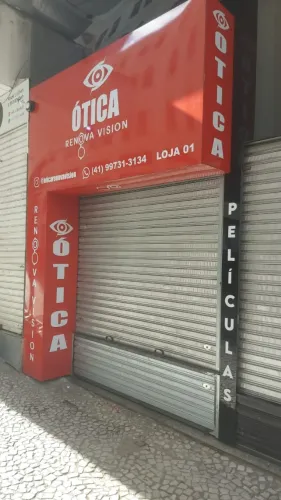 ÓTICA
RENOVA VISION
(41) 99731-3134 LOJA 01
ÓTICA
RENOVA VISION
ÓTICA
PELÍCULAS